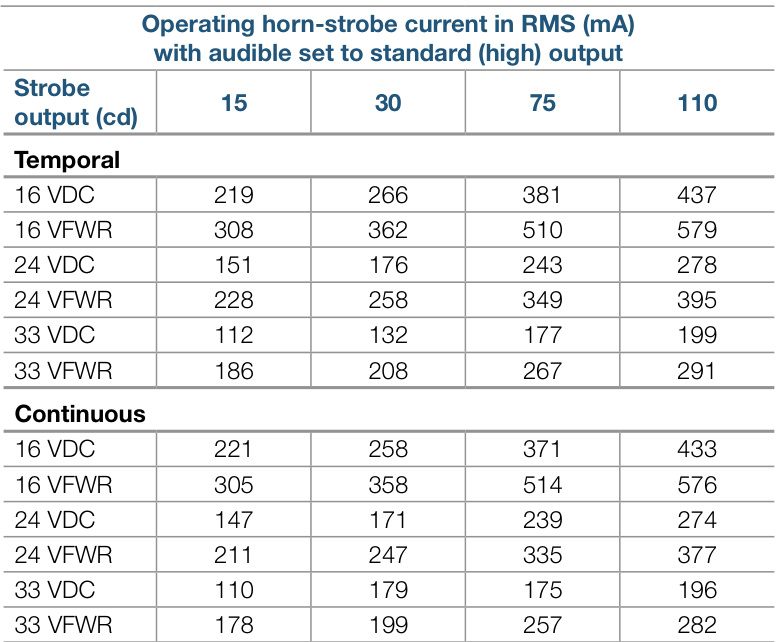 Operating horn-strobe current in RMS (mA)
with audible set to standard (high) output
Strobe
output (cd) 15 30 75 110
Temporal
16 VDC 219 266 381 437
16 VFWR 308 362 510 579
24 VDC 151 176 243 278
24 VFWR 228 258 349 395
33 VDC 112 132 177 199
33 VFWR 186 208 267 291
Continuous
16 VDC 221 258 371 433
16 VFWR 305 358 514 576
24 VDC 147 171 239 274
24 VFWR 211 247 335 377
33 VDC 110 179 175 196
33 VFWR 178 199 257 282